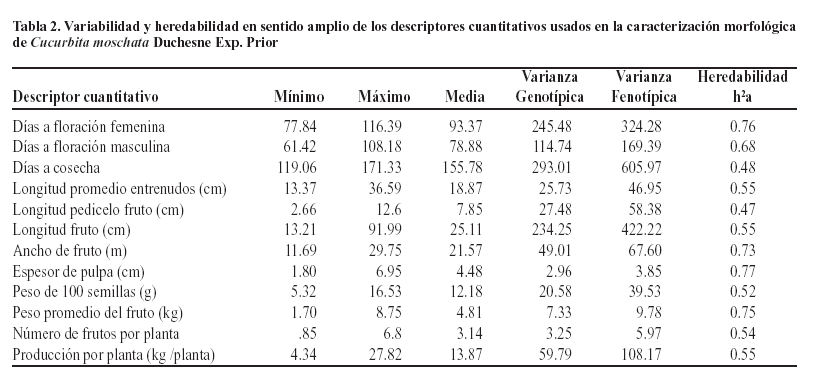 Tabla 2. Variabilidad y heredabilidad en sentido amplio de los descriptores cuantitativos usados en la caracterización morfológica
de Cucurbita moschata Duchesne Exp. Prior
Varianza Varianza Heredabilidad
Descriptor cuantitativo Mínimo Máximo Media Genotípica Fenotípica h²a
Días a floración femenina 77.84 116.39 93.37 245.48 324.28 0.76
Días a floración masculina 61.42 108.18 78.88 114.74 169.39 0.68
Días a cosecha 119.06 171.33 155.78 293.01 605.97 0.48
Longitud promedio entrenudos (cm) 13.37 36.59 18.87 25.73 46.95 0.55
Longitud pedicelo fruto (cm) 2.66 12.6 7.85 27.48 58.38 0.47
Longitud fruto (cm) 13.21 91.99 25.11 234.25 422.22 0.55
Ancho de fruto (m) 11.69 29.75 21.57 49.01 67.60 0.73
Espesor de pulpa (cm) 1.80 6.95 4.48 2.96 3.85 0.77
Peso de 100 semillas (g) 5.32 16.53 12.18 20.58 39.53 0.52
Peso promedio del fruto (kg) 1.70 8.75 4.81 7.33 9.78 0.75
Número de frutos por planta .85 6.8 3.14 3.25 5.97 0.54
Producción por planta (kg /planta) 4.34 27.82 13.87 59.79 108.17 0.55